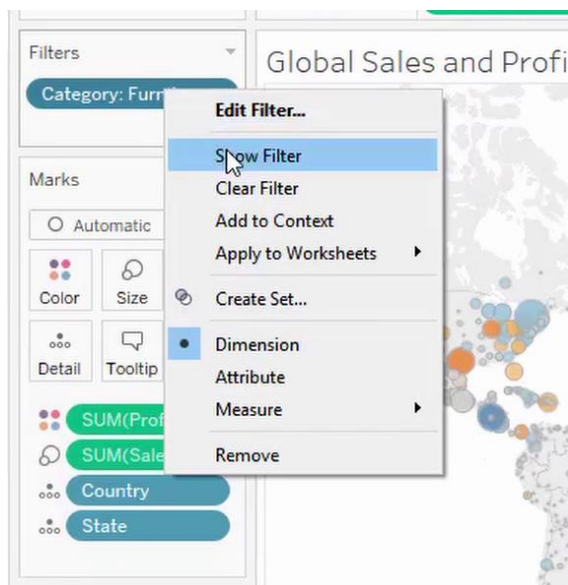 Filters
Global Sales and Profi
Category: Furn
Edit Filter...
Show Filter
Clear Filter
Add to Context
Apply to Worksheets
Create Set...
Dimension
Attribute
Measure
Remove
Marks
Automatic
Color
Size
Detail
Tooltip
SUM(Prof
SUM(Sale
Country
State